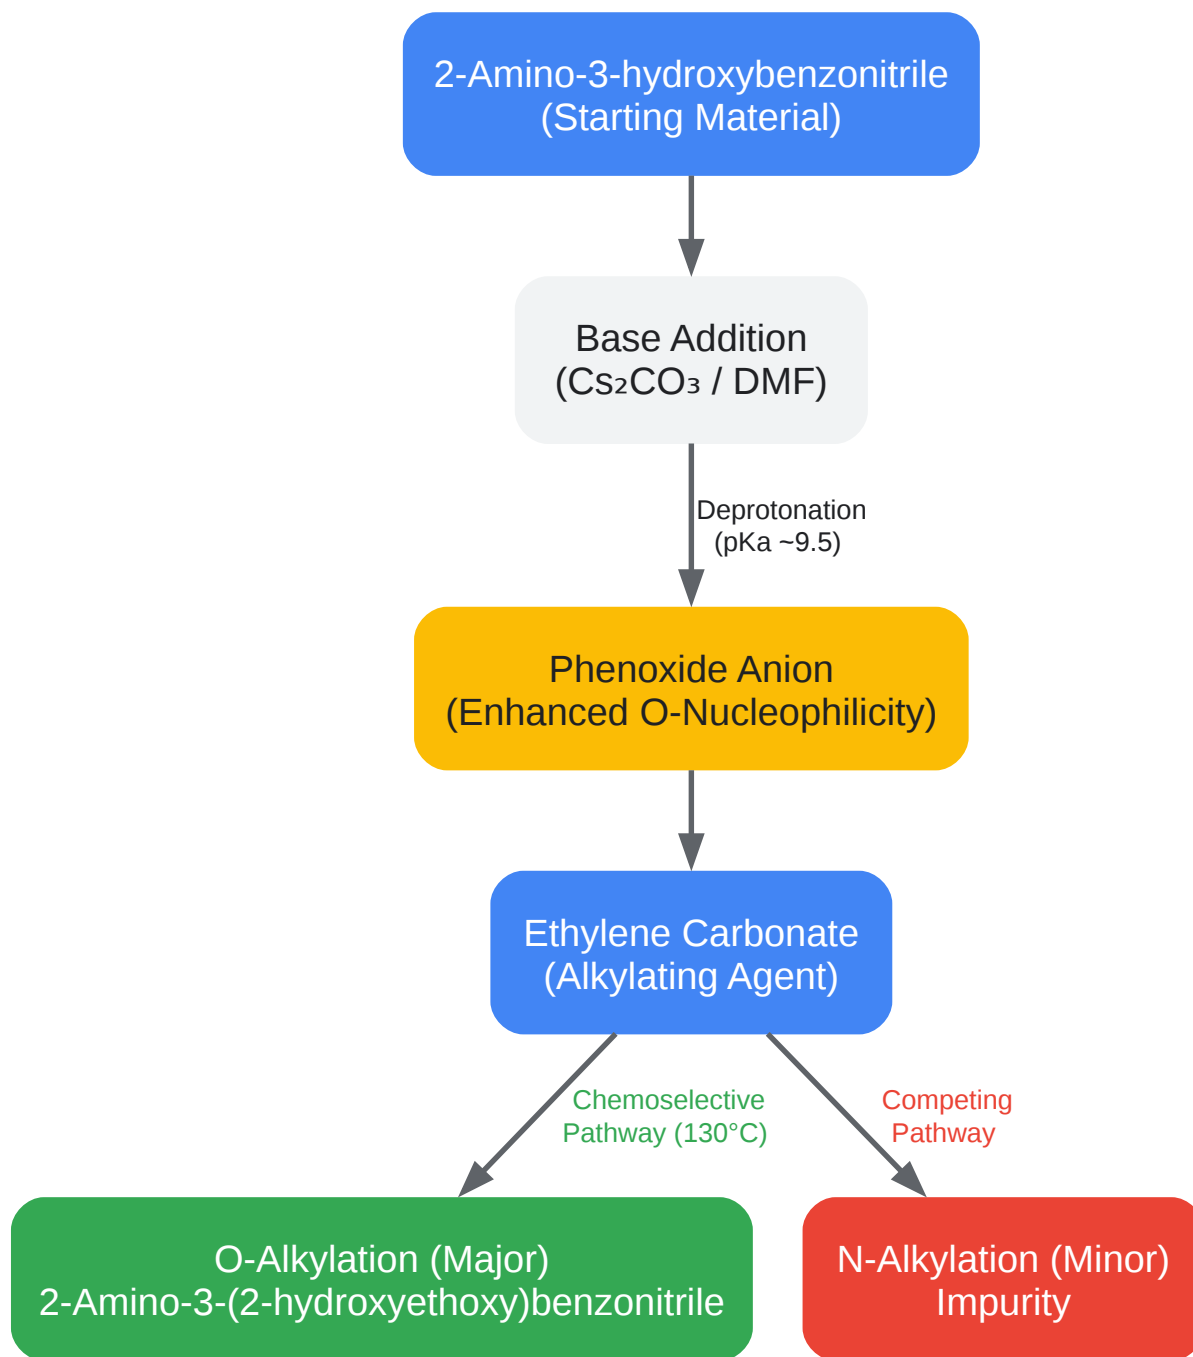 2-Amino-3-hydroxybenzonitrile
(Starting Material)
Base Addition
(Cs₂CO₃ / DMF)
Deprotonation
(pKa ~9.5)
Phenoxide Anion
(Enhanced O-Nucleophilicity)
Ethylene Carbonate
(Alkylating Agent)
Chemoselective
Pathway (130°C)
Competing
Pathway
O-Alkylation (Major)
2-Amino-3-(2-hydroxyethoxy)benzonitrile
N-Alkylation (Minor)
Impurity